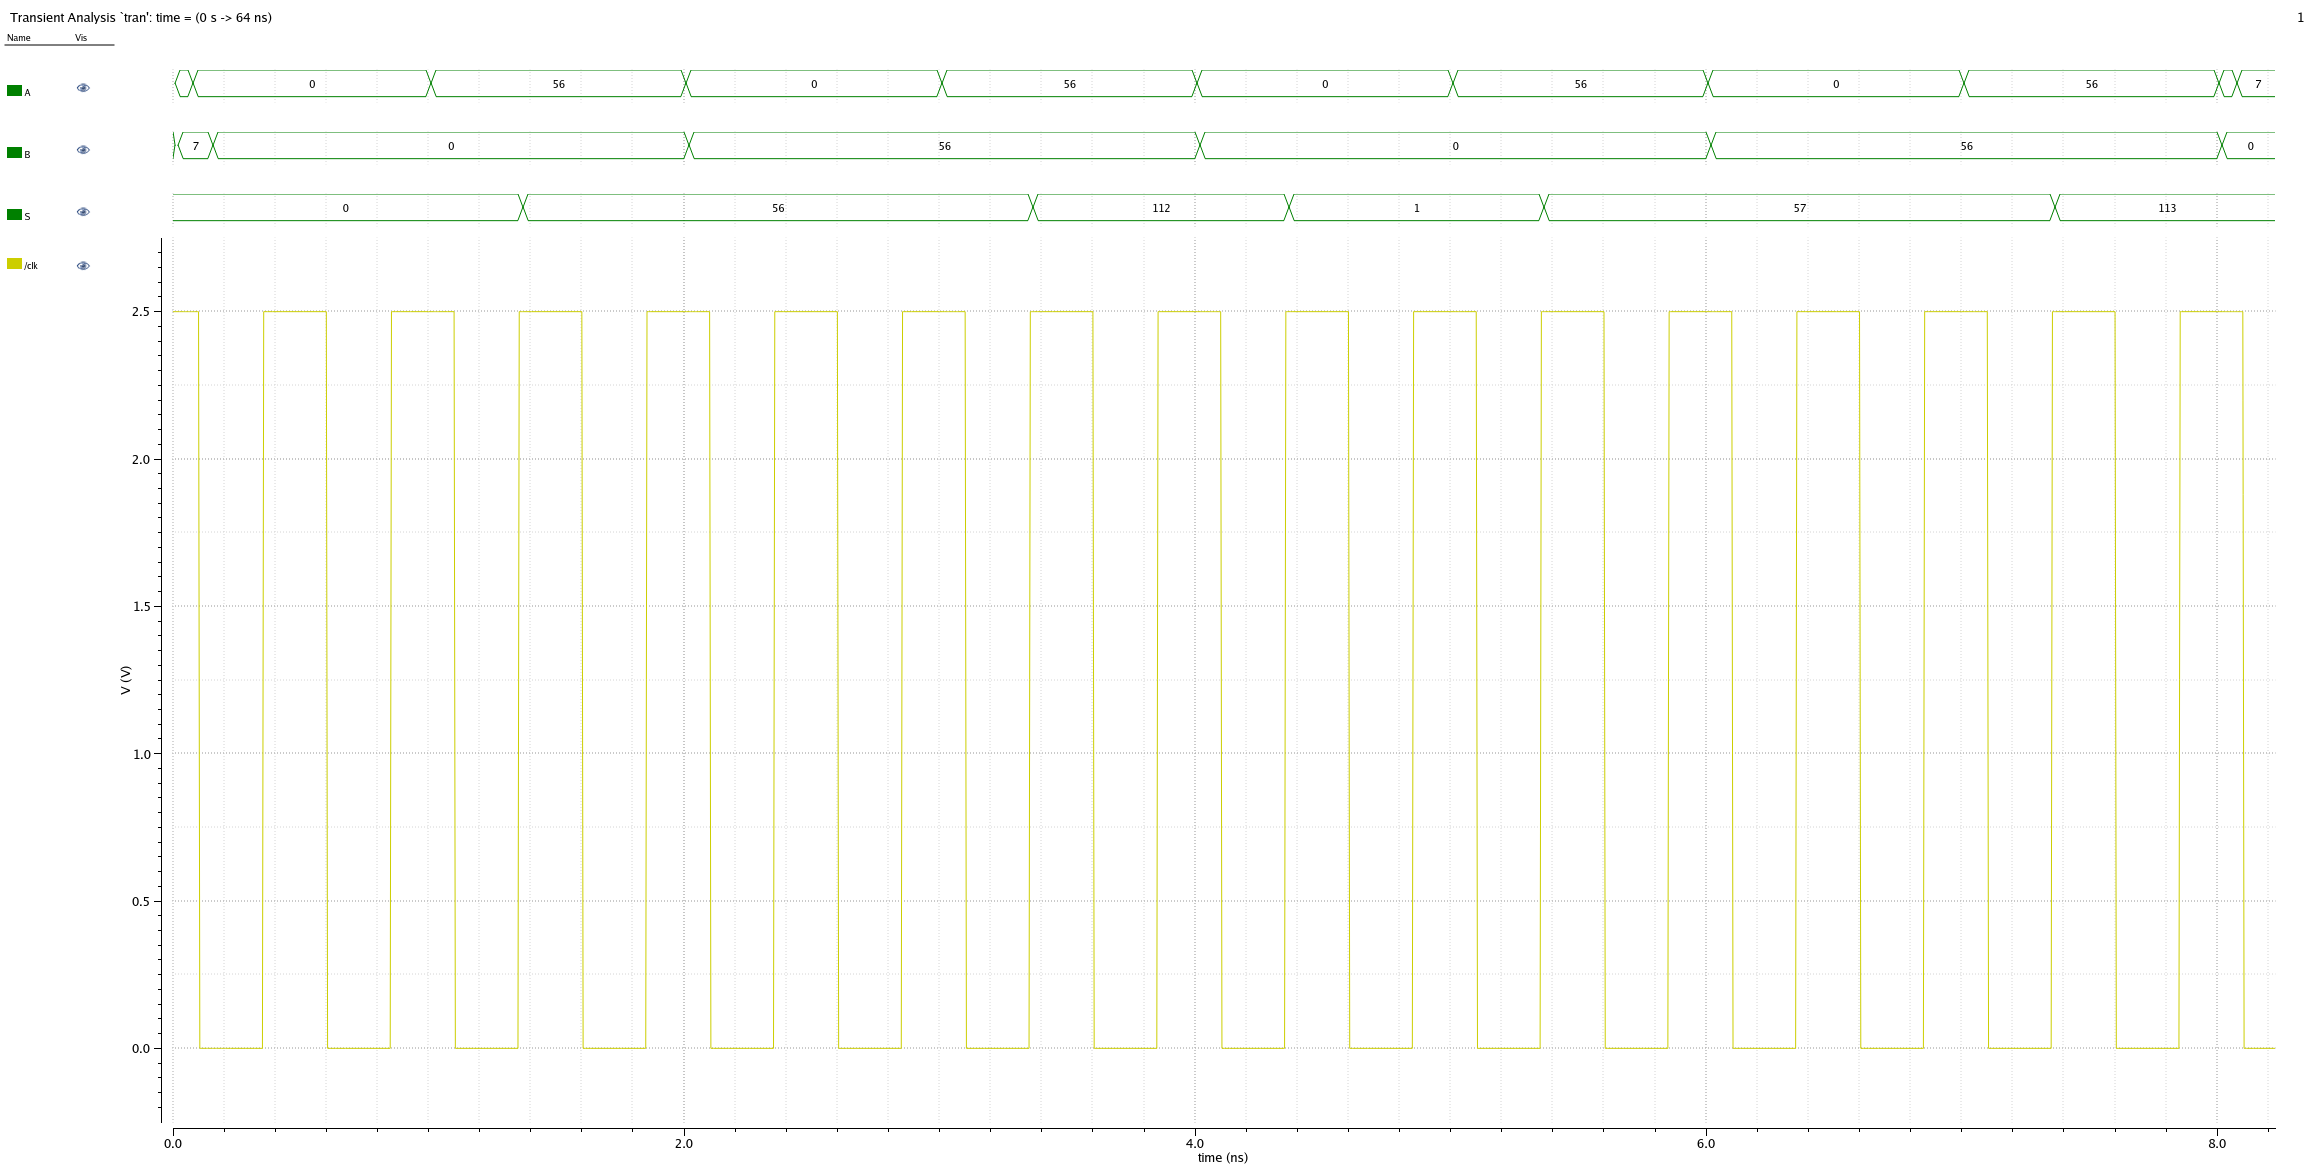 Transient Analysis `tran': time = (0 s -> 64 ns) 1
Name Vis
A 0 56 0 56 0 56 0 56 7
B 7 0 56 0 56 0
S 0 56 112 1 57 113
/clk
2.5
2.0
1.5
V (V)
1.0
0.5
0.0
0.0 2.0 4.0 6.0 8.0
time (ns)